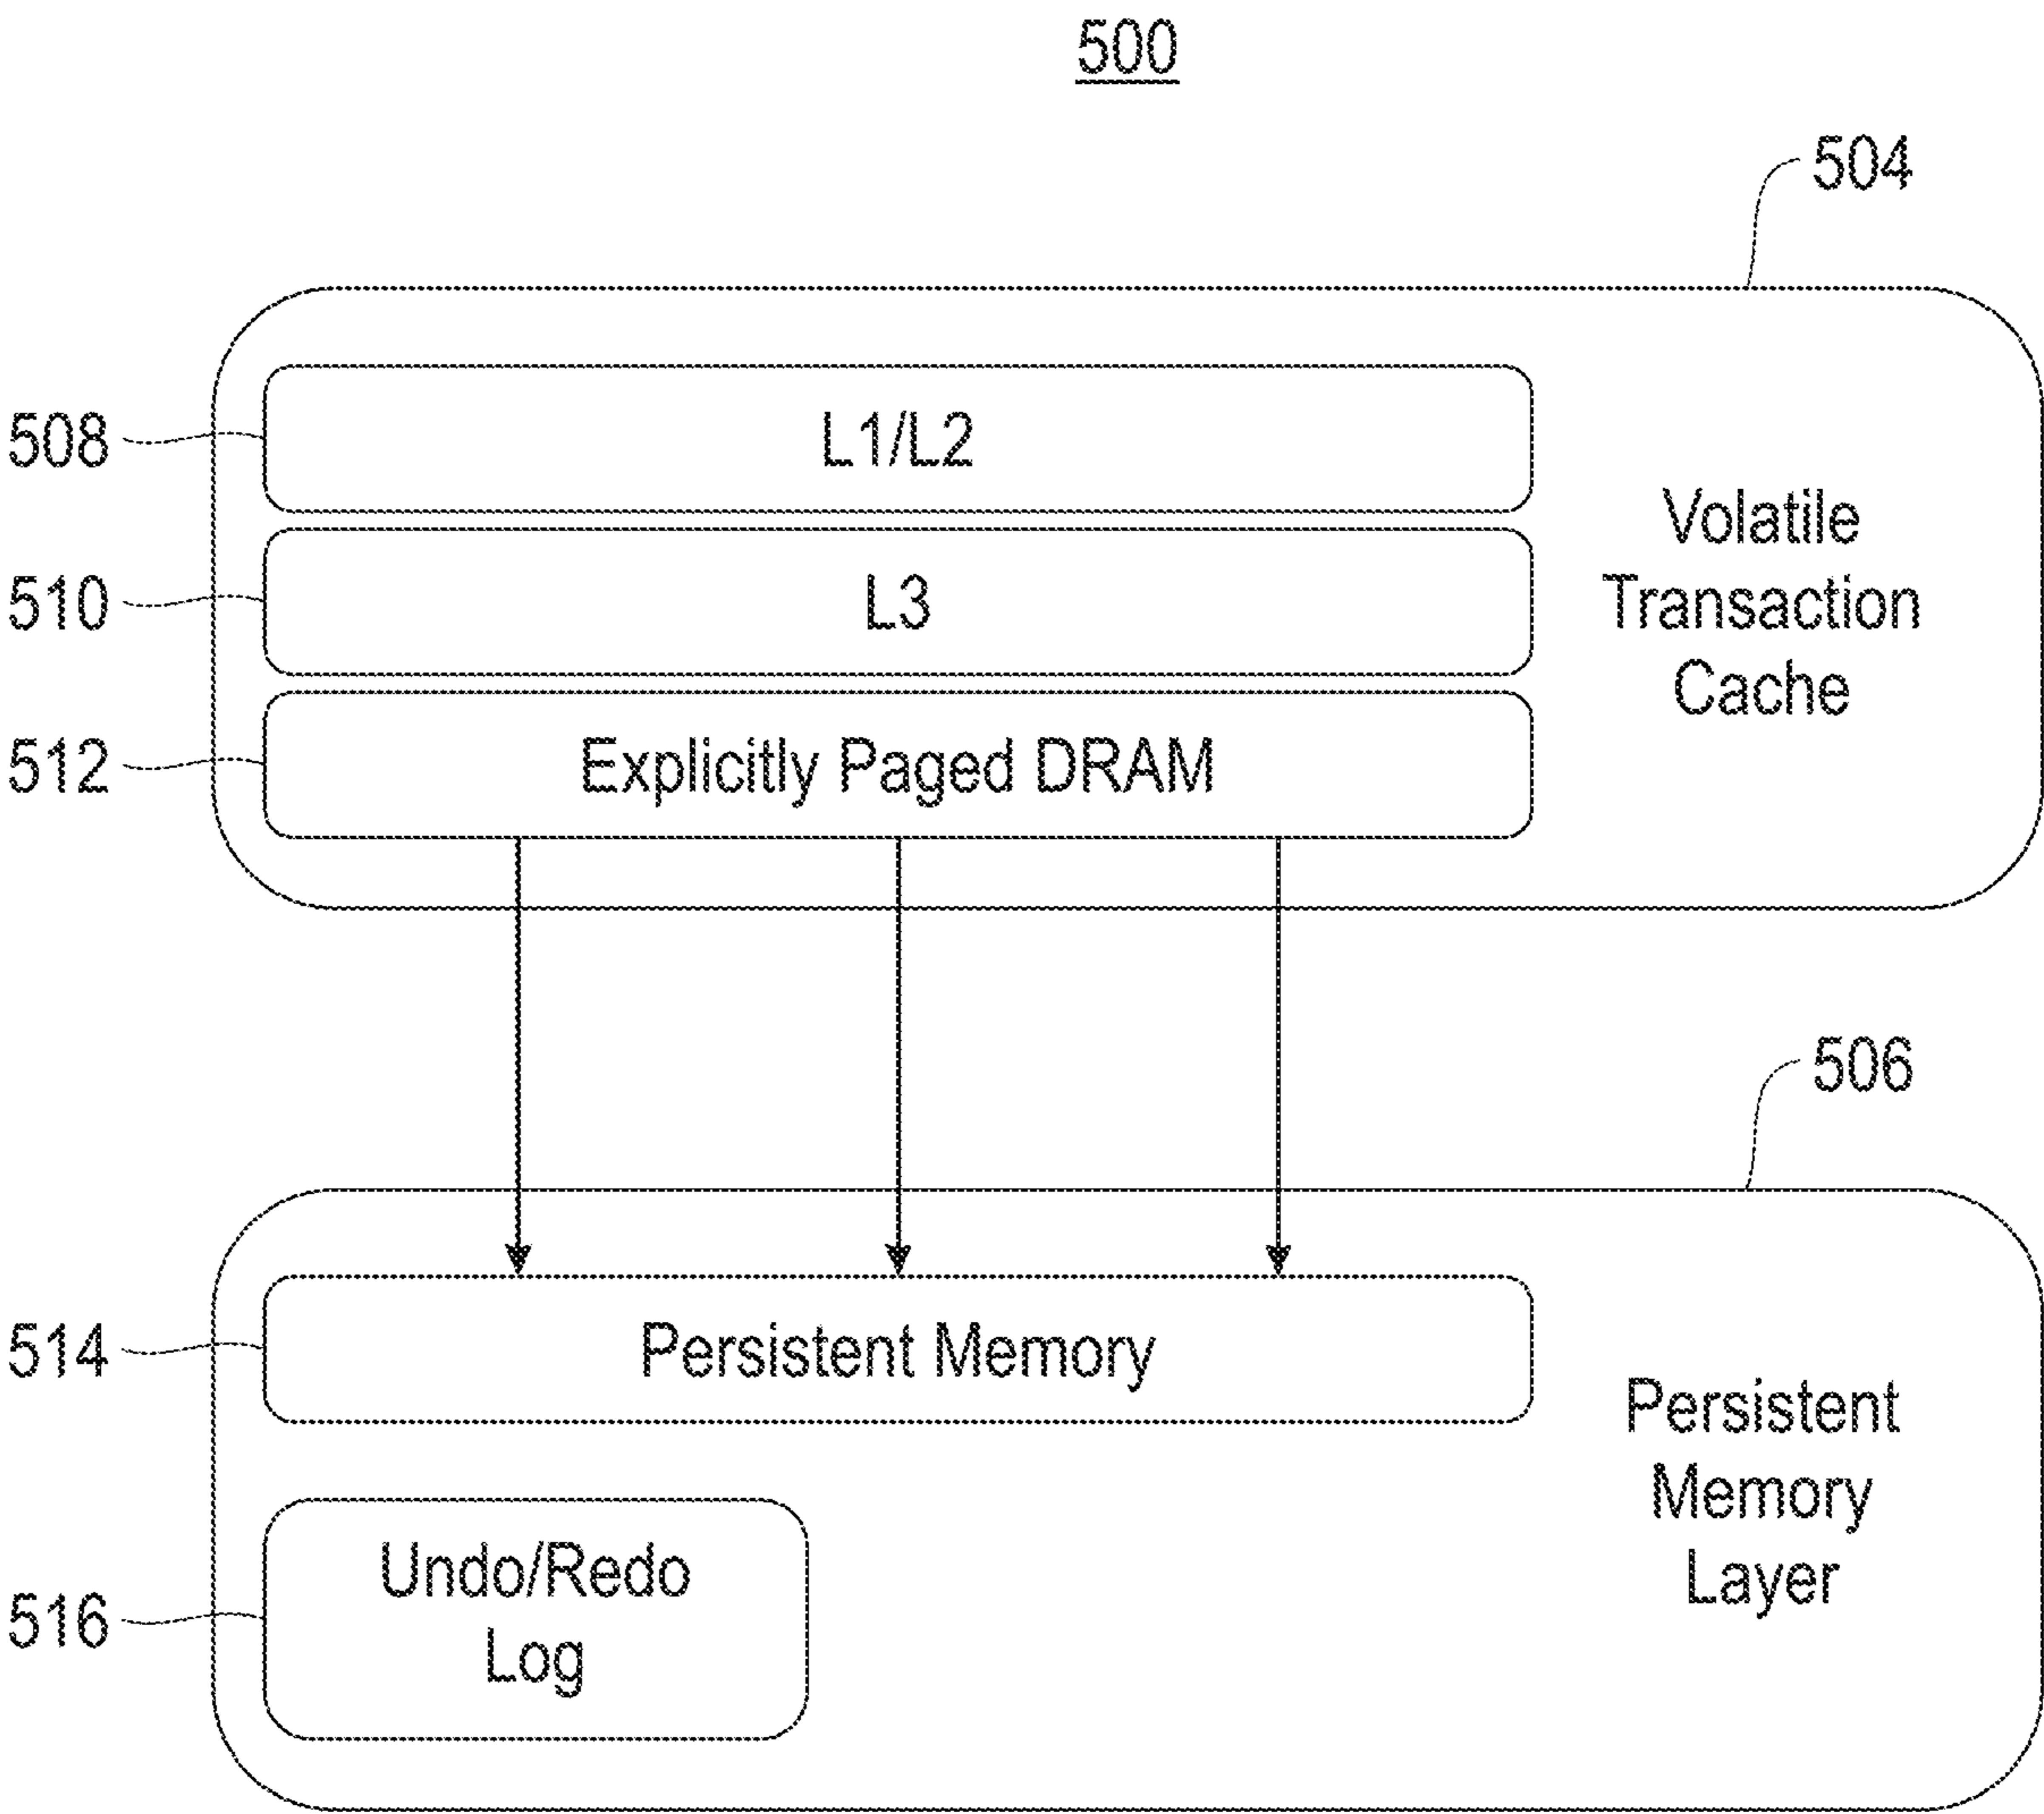 500
504
508
L1/L2
510
L3
512
Explicitly Paged DRAM
Volatile
Transaction
Cache
506
514
Persistent Memory
Persistent
Memory
Layer
516
Undo/Redo
Log